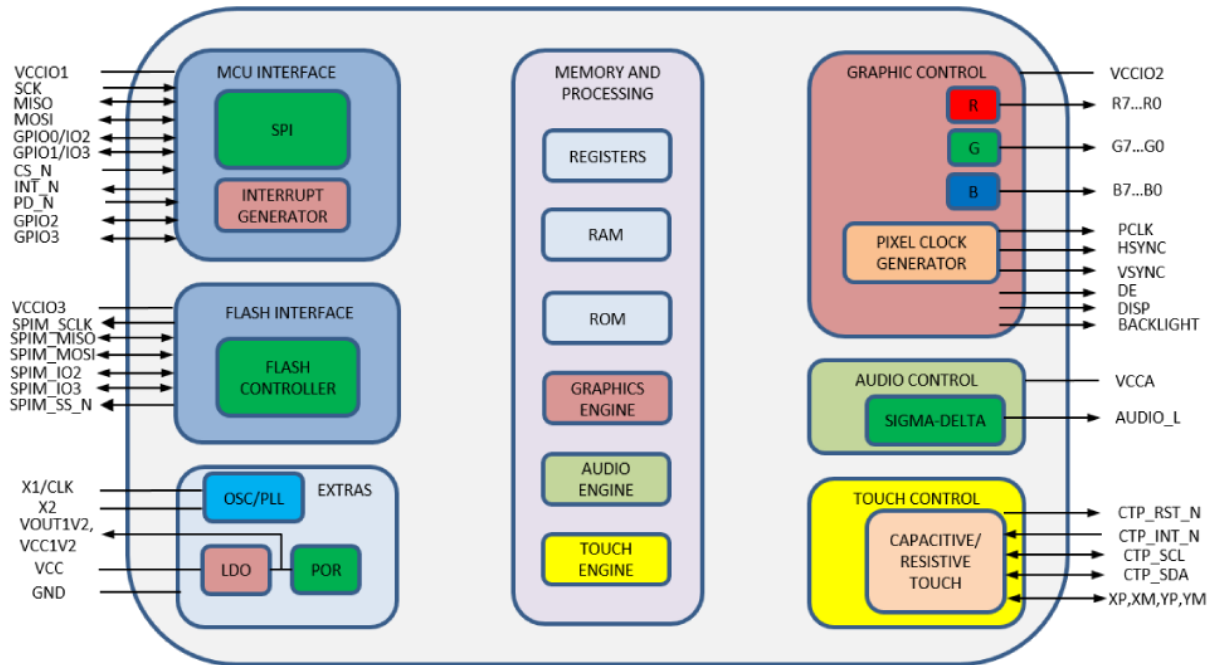 VCCIO1
SCK
MISO
MOSI
GPIO0/IO2
GPIO1/IO3
CS_N
INT_N
PD_N
GPIO2
GPIO3
MCU INTERFACE
SPI
INTERRUPT
GENERATOR
VCCIO3
SPIM_SCLK
SPIM_MISO
SPIM_MOSI
SPIM_IO2
SPIM_IO3
SPIM_SS_N
FLASH INTERFACE
FLASH
CONTROLLER
X1/CLK
X2
VOUT1V2,
VCC1V2
VCC
GND
OSC/PLL
EXTRAS
LDO
POR
MEMORY AND
PROCESSING
REGISTERS
RAM
ROM
GRAPHICS
ENGINE
AUDIO
ENGINE
TOUCH
ENGINE
GRAPHIC CONTROL
R
G
B
PIXEL CLOCK
GENERATOR
VCCIO2
R7...R0
G7...G0
B7...B0
PCLK
HSYNC
VSYNC
DE
DISP
BACKLIGHT
AUDIO CONTROL
SIGMA-DELTA
VCCA
AUDIO_L
TOUCH CONTROL
CAPACITIVE/
RESISTIVE
TOUCH
CTP_RST_N
CTP_INT_N
CTP_SCL
CTP_SDA
XP,XM,YP,YM